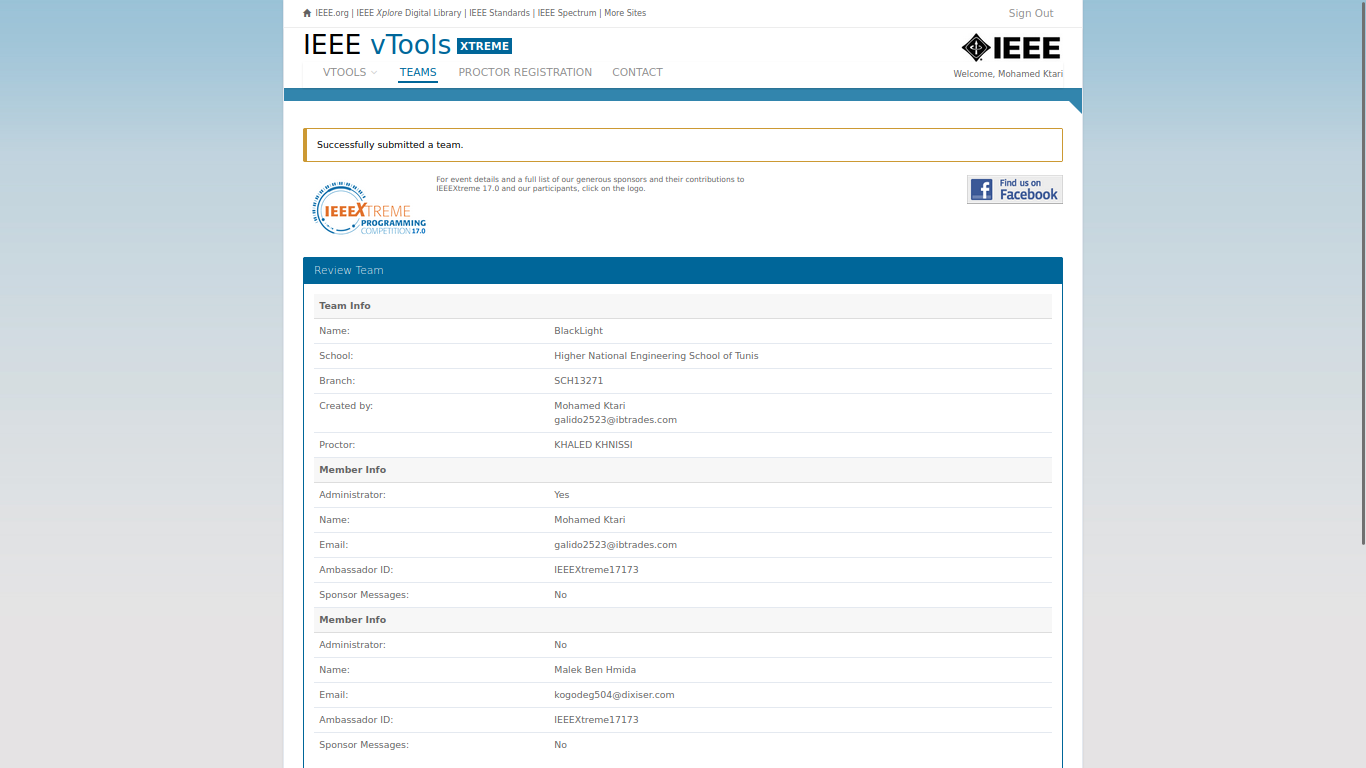 IEEE.org | IEEE Xplore Digital Library | IEEE Standards | IEEE Spectrum | More Sites
Sign Out
IEEE vTools XTREME
IEEE
VTOOLS TEAMS PROCTOR REGISTRATION CONTACT
Welcome, Mohamed Ktari
Successfully submitted a team.
For event details and a full list of our generous sponsors and their contributions to
IEEEXtreme 17.0 and our participants, click on the logo.
IEEEXTREME
PROGRAMMING
COMPETITION 17.0
Find us on
Facebook
Review Team
Team Info
Name: BlackLight
School: Higher National Engineering School of Tunis
Branch: SCH13271
Created by: Mohamed Ktari
galido2523@ibtrades.com
Proctor: KHALED KHNISSI
Member Info
Administrator: Yes
Name: Mohamed Ktari
Email: galido2523@ibtrades.com
Ambassador ID: IEEEXtreme17173
Sponsor Messages: No
Member Info
Administrator: No
Name: Malek Ben Hmida
Email: kogodeg504@dixiser.com
Ambassador ID: IEEEXtreme17173
Sponsor Messages: No